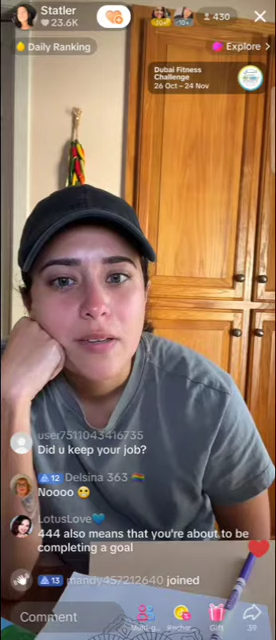 Statler
23.6K
20+
10+
430
Daily Ranking
Explore >
Dubai Fitness
Challenge
26 Oct – 24 Nov
user7511043416735
Did u keep your job?
12 Delsina 363
Noooo
LotusLove
444 also means that you're about to be
completing a goal
13 mandy457212640 joined
Comment
Gift
39